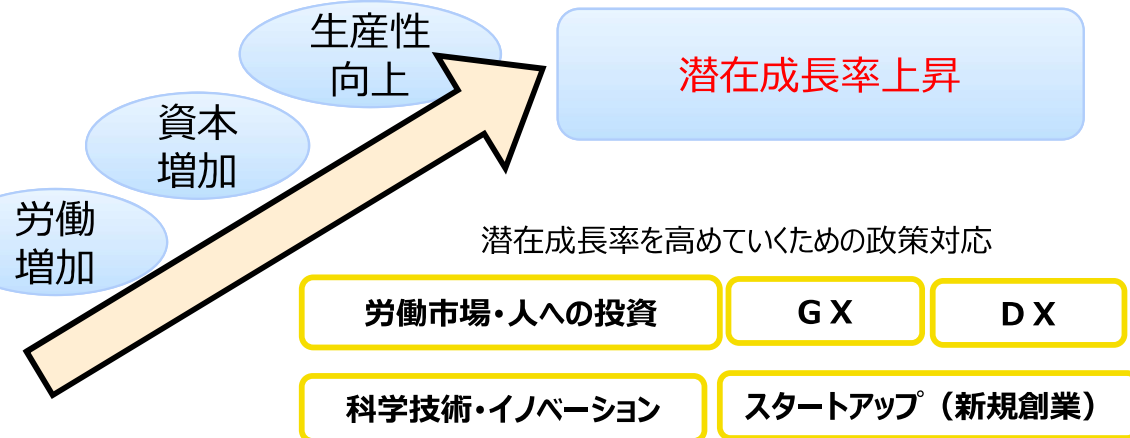 生産性
向上
潜在成長率上昇
資本
増加
労働
増加
潜在成長率を高めていくための政策対応
労働市場・人への投資
ＧＸ
ＤＸ
科学技術・イノベーション
スタートアップ（新規創業）